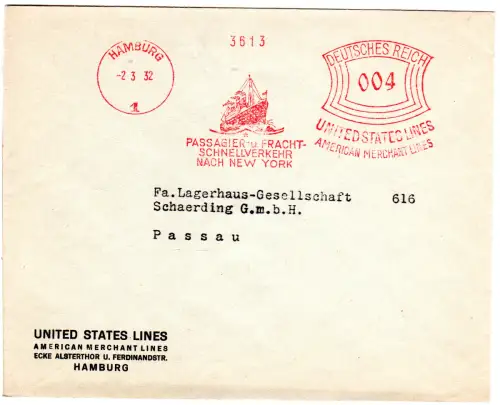 HAMBURG
-2 3 32
1
3613
PASSAGIER- u. FRACHT-
SCHNELLVERKEHR
NACH NEW YORK
DEUTSCHES REICH
004
UNITED STATES LINES
AMERICAN MERCHANT LINES
Fa.Lagerhaus-Gesellschaft 616
Schaerding G.m.b.H.
Passau
UNITED STATES LINES
AMERICAN MERCHANT LINES
ECKE ALSTERTHOR U. FERDINANDSTR.
HAMBURG